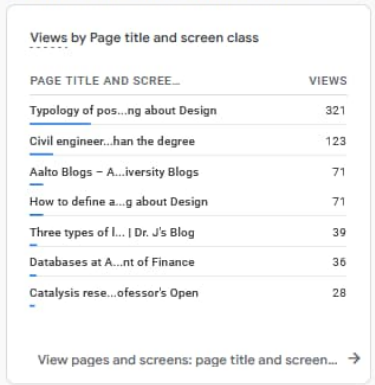 Views by Page title and screen class
PAGE TITLE AND SCREE... VIEWS
Typology of pos...ng about Design 321
Civil engineer...han the degree 123
Aalto Blogs – A...iversity Blogs 71
How to define a...g about Design 71
Three types of l... | Dr. J's Blog 39
Databases at A...nt of Finance 36
Catalysis rese...ofessor's Open 28
View pages and screens: page title and screen... →